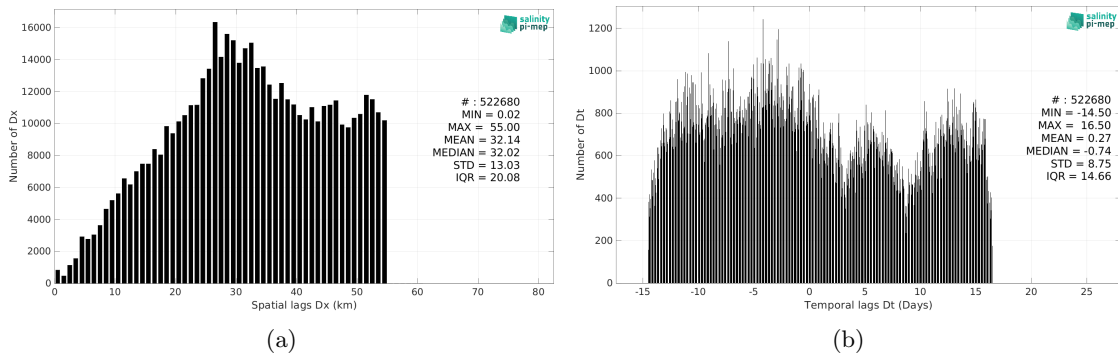 salinity
pi-mep
16000
14000
12000
10000
8000
6000
4000
2000
0
Number of Dx
# : 522680
MIN = 0.02
MAX = 55.00
MEAN = 32.14
MEDIAN = 32.02
STD = 13.03
IQR = 20.08
0 10 20 30 40 50 60 70 80
Spatial lags Dx (km)
(a)
salinity
pi-mep
1200
1000
800
600
400
200
0
Number of Dt
# : 522680
MIN = -14.50
MAX = 16.50
MEAN = 0.27
MEDIAN = -0.74
STD = 8.75
IQR = 14.66
-15 -10 -5 0 5 10 15 20 25
Temporal lags Dt (Days)
(b)